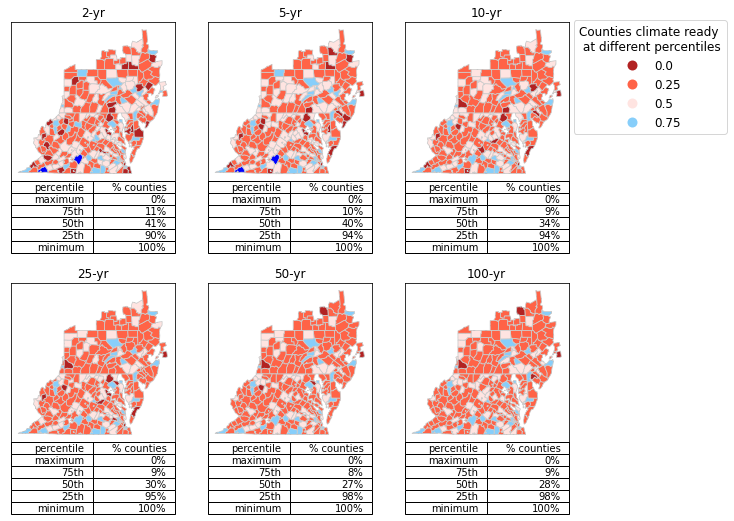 2-yr
5-yr
10-yr
Counties climate ready
at different percentiles
0.0
0.25
0.5
0.75
percentile % counties
maximum 0%
75th 11%
50th 41%
25th 90%
minimum 100%
percentile % counties
maximum 0%
75th 10%
50th 40%
25th 94%
minimum 100%
percentile % counties
maximum 0%
75th 9%
50th 34%
25th 94%
minimum 100%
25-yr
50-yr
100-yr
percentile % counties
maximum 0%
75th 9%
50th 30%
25th 95%
minimum 100%
percentile % counties
maximum 0%
75th 8%
50th 27%
25th 98%
minimum 100%
percentile % counties
maximum 0%
75th 9%
50th 28%
25th 98%
minimum 100%